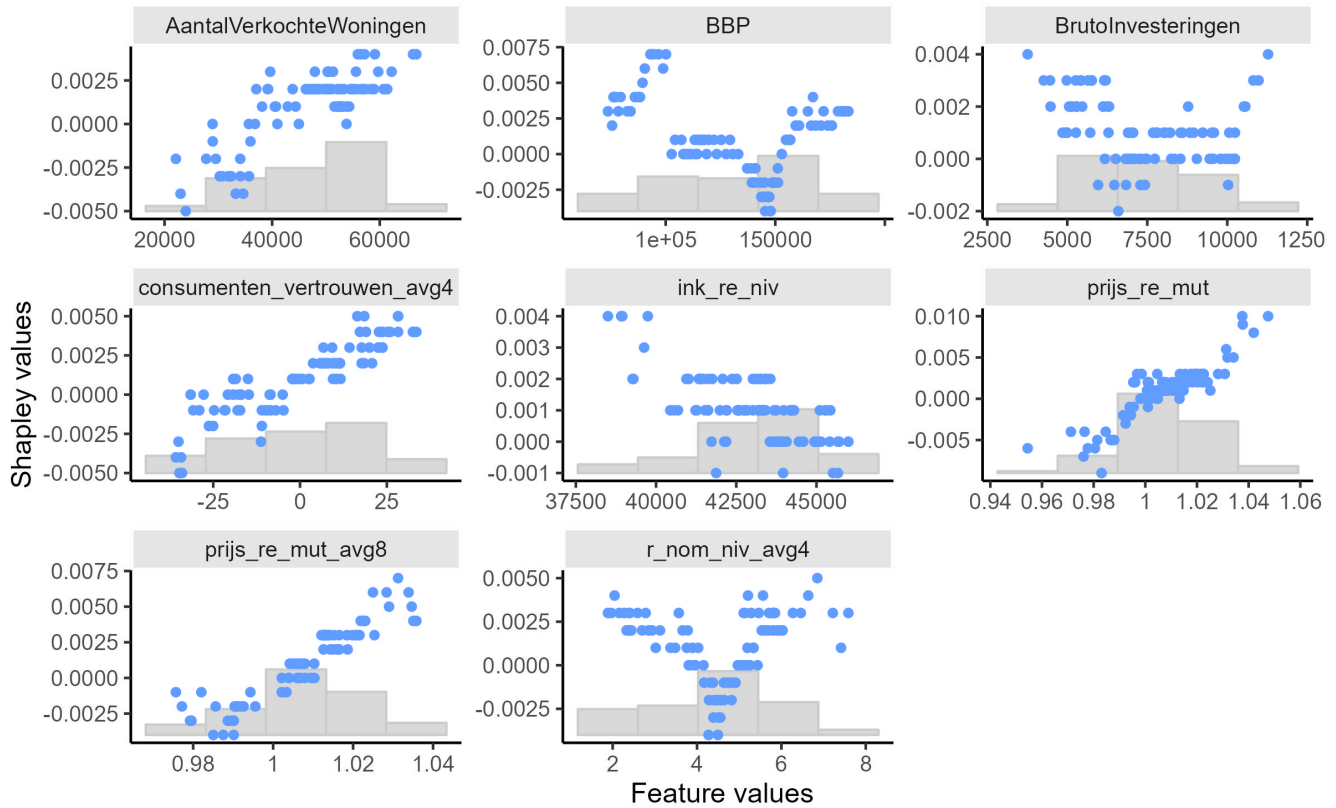 AantalVerkochteWoningen
BBP
BrutoInvesteringen
0.0025
0.0000
-0.0025
-0.0050
20000 40000 60000
0.0075
0.0050
0.0025
0.0000
-0.0025
1e+05 150000
0.004
0.002
0.000
-0.002
2500 5000 7500 10000 1250
Shapley values
consumenten_vertrouwen_avg4
ink_re_niv
prijs_re_mut
0.0050
0.0025
0.0000
-0.0025
-0.0050
-25 0 25
0.004
0.003
0.002
0.001
0.000
-0.001
37500 40000 42500 45000
0.010
0.005
0.000
-0.005
0.94 0.96 0.98 1 1.02 1.04 1.06
prijs_re_mut_avg8
r_nom_niv_avg4
0.0075
0.0050
0.0025
0.0000
-0.0025
0.98 1 1.02 1.04
0.0050
0.0025
0.0000
-0.0025
2 4 6 8
Feature values